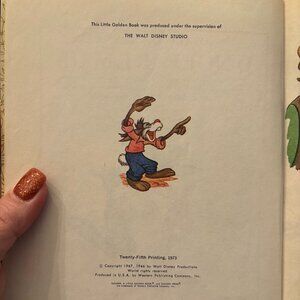 This Little Golden Book was produced under the supervision of
THE WALT DISNEY STUDIO
Twenty-Fifth Printing, 1973
© Copyright 1947, 1946 by Walt Disney Productions
World rights reserved
Produced in U.S.A. by Western Publishing Company, Inc.